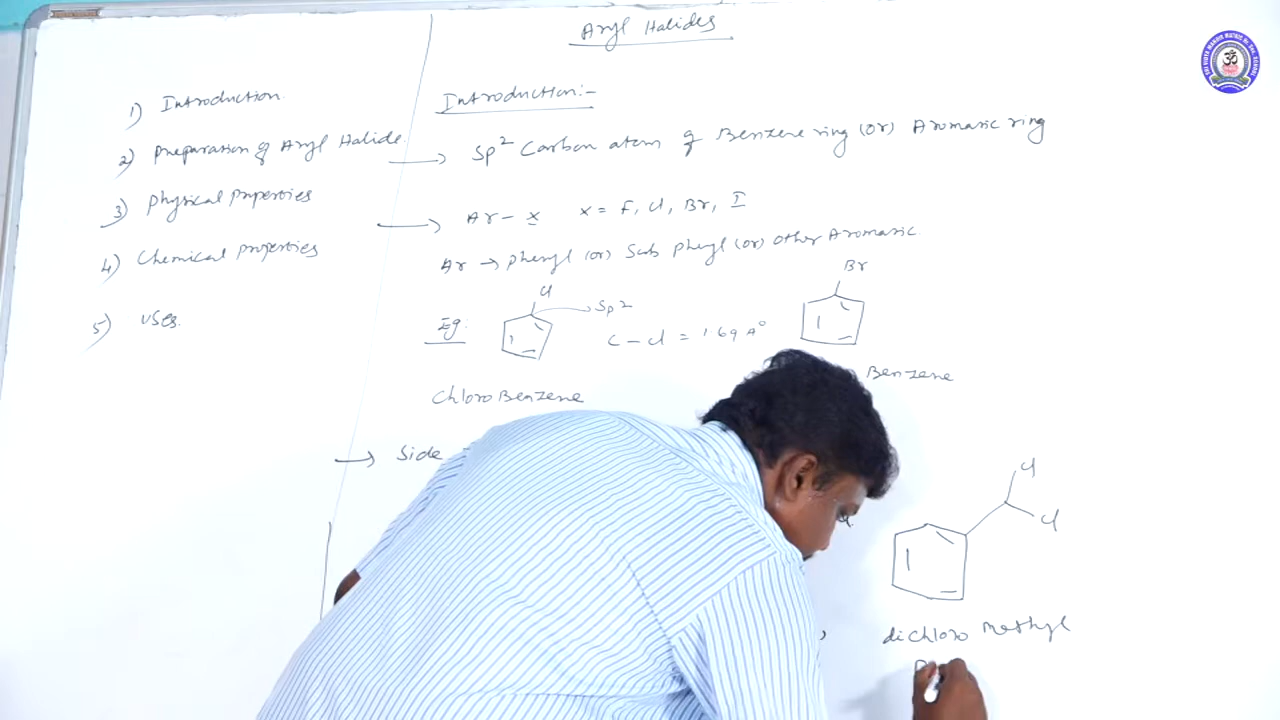 Aryl Halides
1) Introduction.
2) Preparation of Aryl Halide.
3) Physical Properties
4) Chemical Properties
5) Uses.
Introduction:-
→ Sp² Carbon atom of Benzene ring (or) Aromatic ring
→ Ar - X X = F, Cl, Br, I
Ar → Phenyl (or) Sub phenyl (or) other Aromatic.
Eg:
Cl
Sp²
C - Cl = 1.69 A°
Br
Chloro Benzene
Benzene
→ Side
Cl
Cl
dichloro Methyl